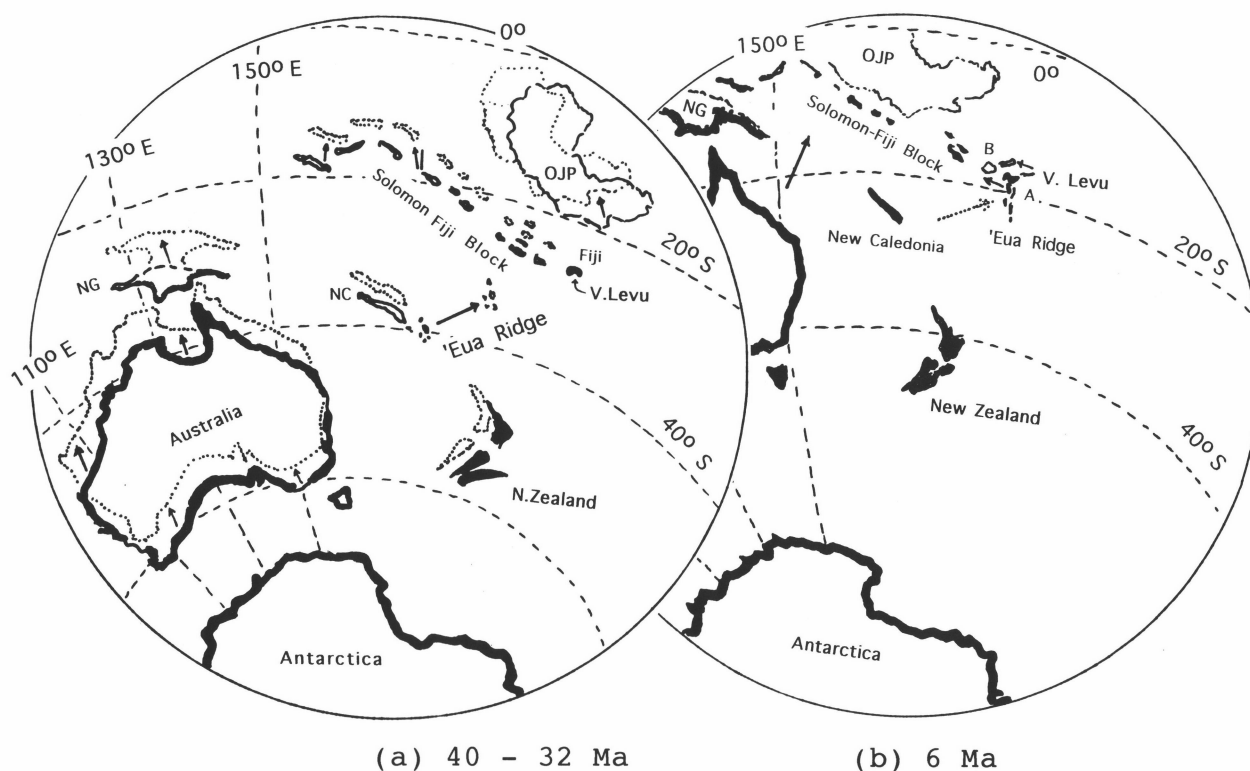 0º
150º E
130º E
110º E
OJP
Solomon Fiji Block
20º S
Fiji
V.Levu
NG
NC
'Eua Ridge
Australia
40º S
N.Zealand
Antarctica
(a) 40 - 32 Ma
150º E
OJP
0º
NG
Solomon-Fiji Block
B
V. Levu
A
New Caledonia
'Eua Ridge
20º S
New Zealand
40º S
Antarctica
(b) 6 Ma